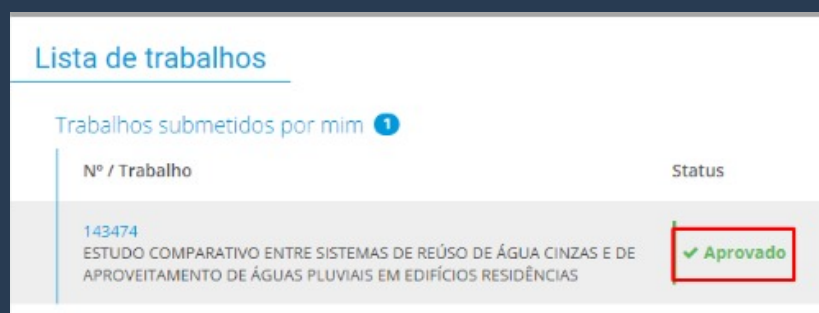 Lista de trabalhos
Trabalhos submetidos por mim 1
Nº / Trabalho Status
143474
ESTUDO COMPARATIVO ENTRE SISTEMAS DE REÚSO DE ÁGUA CINZAS E DE
APROVEITAMENTO DE ÁGUAS PLUVIAIS EM EDIFÍCIOS RESIDÊNCIAS
✔ Aprovado